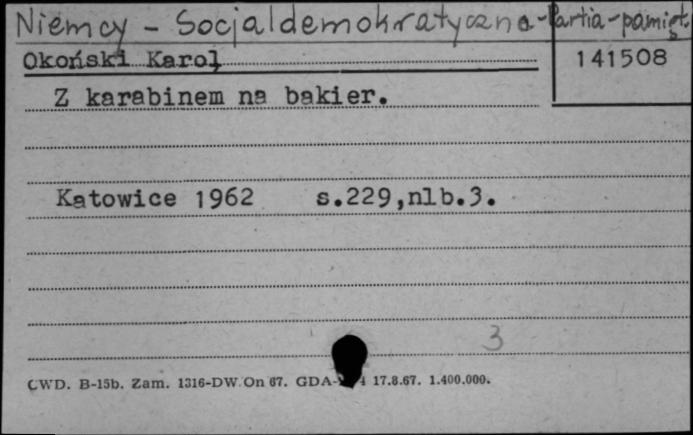 Niemcy - Socjaldemokratyczna - Partia - pamięt.
Okoński Karol
141508
Z karabinem na bakier.
Katowice 1962 s.229,nlb.3.
3
CWD. B-15b. Zam. 1316-DW. On 67. GDA- 4 17.8.67. 1.400.000.